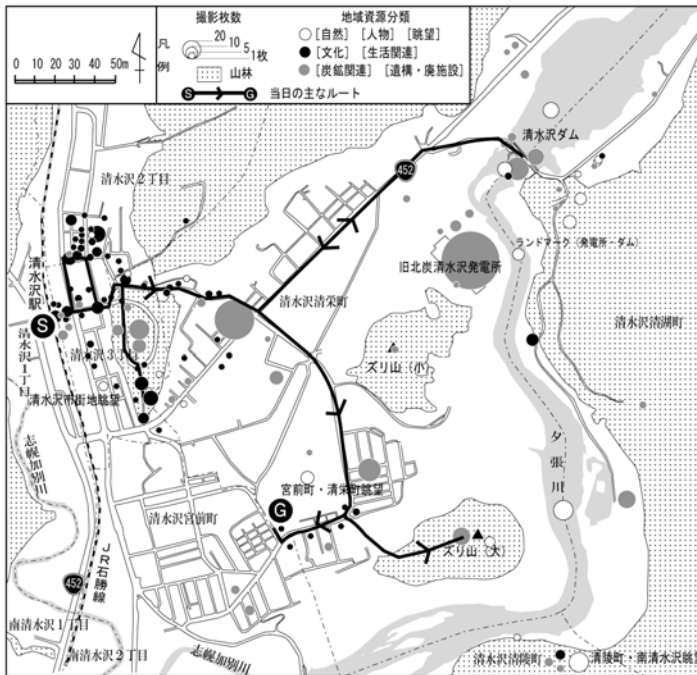 凡例
撮影枚数
20
10
5
1枚
山林
地域資源分類
[自然] [人物] [眺望]
[文化] [生活関連]
[炭鉱関連] [遺構・廃施設]
S G 当日の主なルート
0 10 20 30 40 50m
清水沢ダム
452
清水沢2丁目
ランドマーク(発電所・ダム)
旧北炭清水沢発電所
清水沢駅
清水沢清栄町
清水沢清湖町
S
清水沢3丁目
ズリ山(小)
清水沢1丁目
清水沢市街地眺望
志幌加別川
夕張川
宮前町・清栄町眺望
清水沢宮前町
G
ズリ山(大)
JR石勝線
452
南清水沢1丁目
南清水沢2丁目
志幌加別川
清水沢清陵町
清陵町・南清水沢眺望